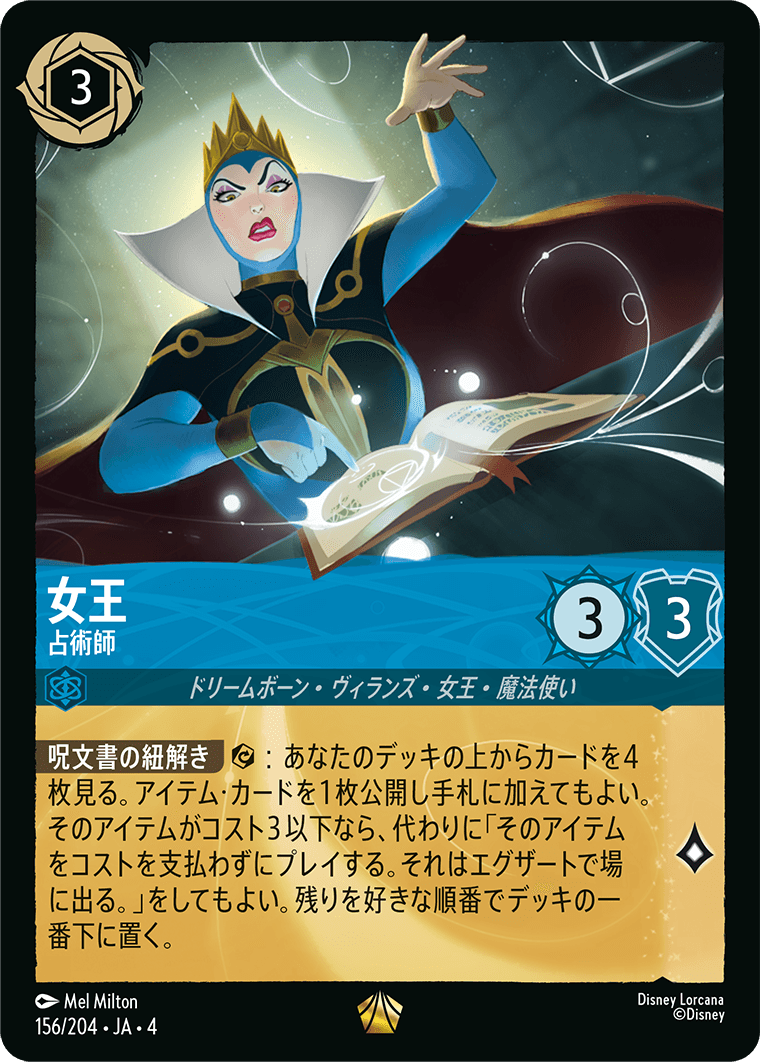 3
女王
占術師
3
3
ドリームボーン・ヴィランズ・女王・魔法使い
呪文書の紐解き : あなたのデッキの上からカードを4
枚見る。アイテム・カードを1枚公開し手札に加えてもよい。
そのアイテムがコスト3以下なら、代わりに「そのアイテム
をコストを支払わずにプレイする。それはエグザートで場
に出る。」をしてもよい。残りを好きな順番でデッキの一
番下に置く。
Mel Milton
156/204・JA・4
Disney Lorcana
©Disney